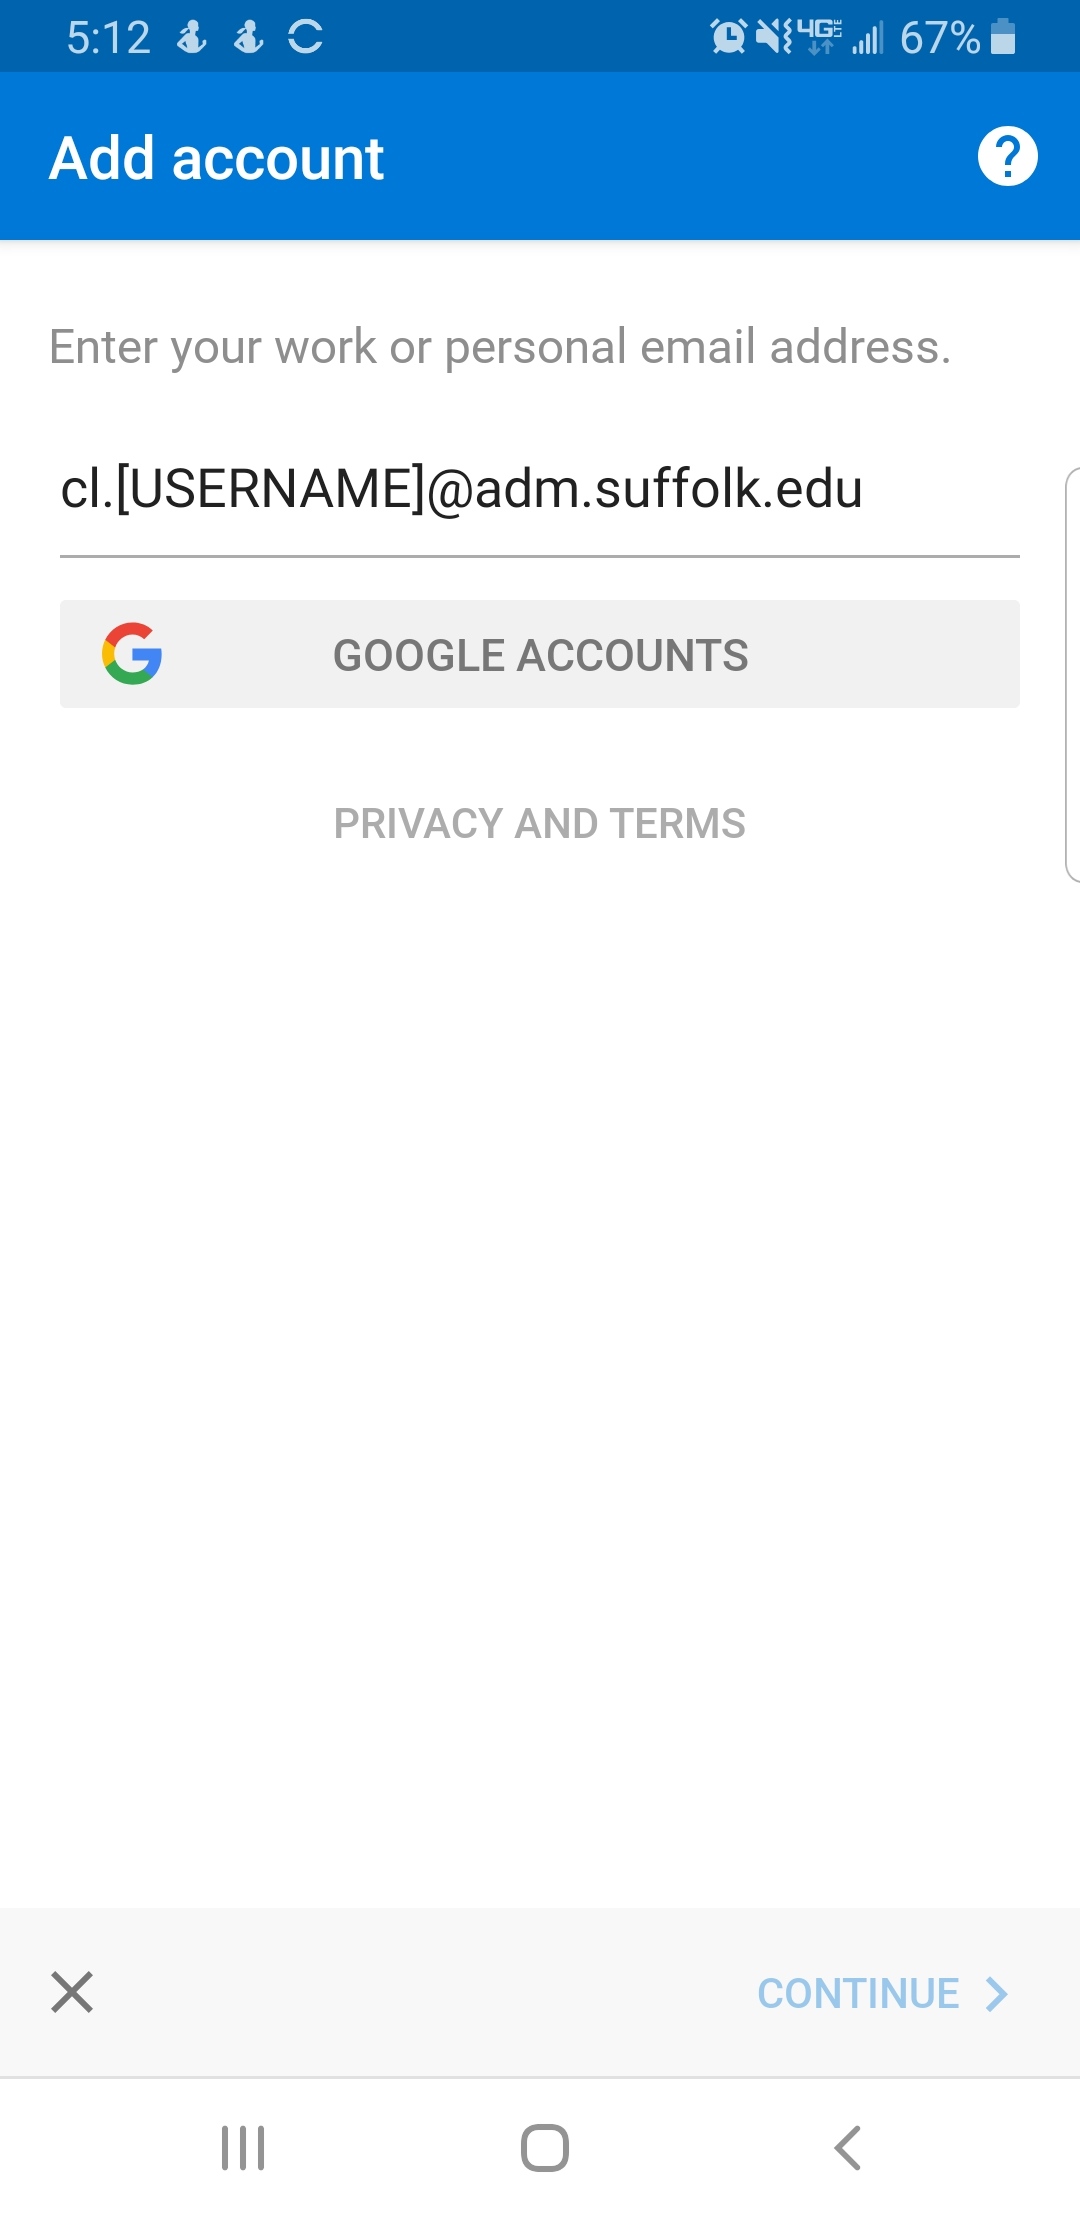 5:12 4G LTE 67%
Add account
Enter your work or personal email address.
cl.[USERNAME]@adm.suffolk.edu
GOOGLE ACCOUNTS
PRIVACY AND TERMS
CONTINUE